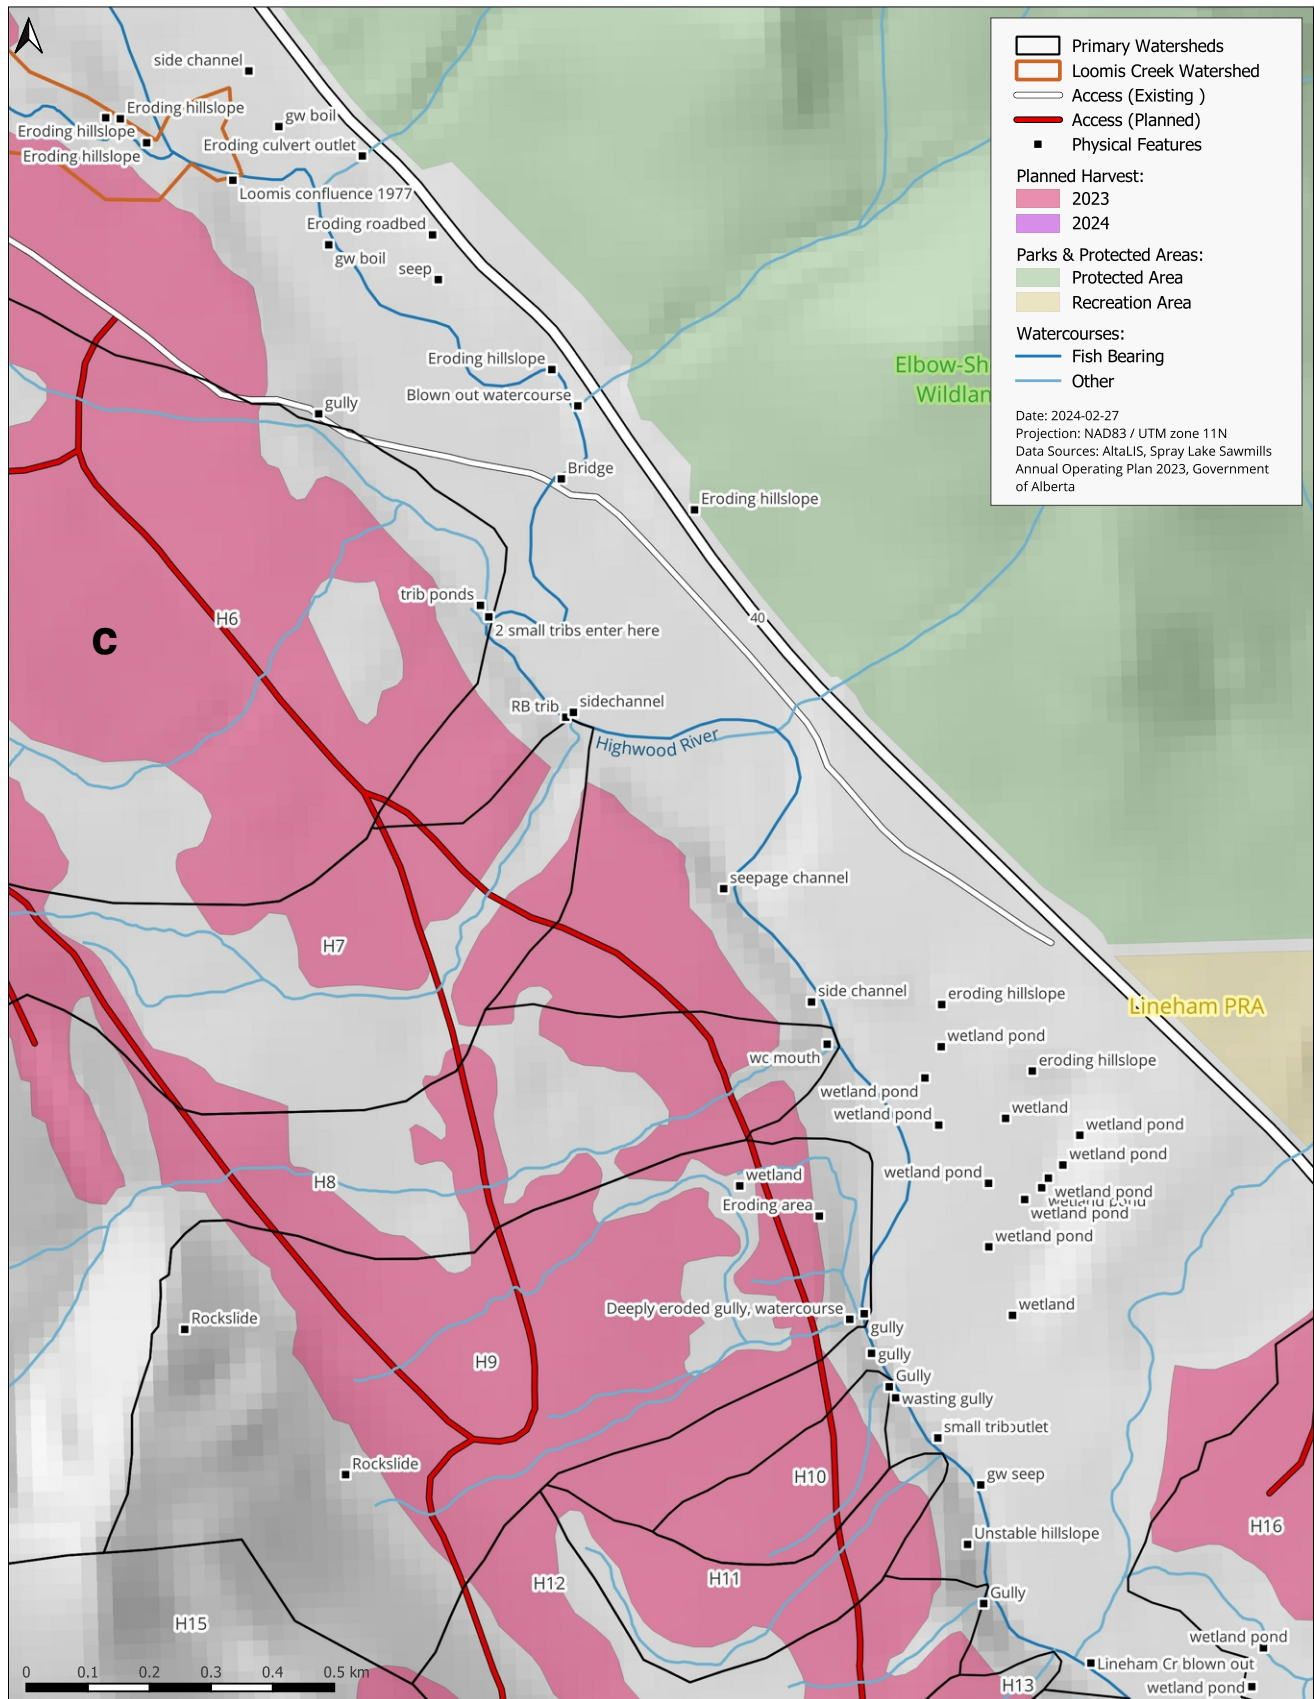 side channel
Eroding hillslope
gw boil
Eroding hillslope
Eroding culvert outlet
Eroding hillslope
Loomis confluence 1977
Eroding roadbed
gw boil
seep
Eroding hillslope
Blown out watercourse
gully
Bridge
Eroding hillslope
trib ponds
2 small tribs enter here
40
H6
C
RB trib
sidechannel
Highwood River
seepage channel
H7
side channel
eroding hillslope
Lineham PRA
wetland pond
wc mouth
eroding hillslope
wetland pond
wetland pond
wetland
wetland pond
wetland pond
wetland pond
wetland
H8
wetland pond
wetland pond
wetland pond
Eroding area
wetland pond
Deeply eroded gully, watercourse
wetland
Rockslide
gully
gully
H9
Gully
wasting gully
small trib
outlet
Rockslide
H10
gw seep
H16
Unstable hillslope
H12
H11
Gully
H15
wetland pond
Lineham Cr blown out
H13
wetland pond
0 0.1 0.2 0.3 0.4 0.5 km
Elbow-Sh
Wildlan
Primary Watersheds
Loomis Creek Watershed
Access (Existing )
Access (Planned)
Physical Features
Planned Harvest:
2023
2024
Parks & Protected Areas:
Protected Area
Recreation Area
Watercourses:
Fish Bearing
Other
Date: 2024-02-27
Projection: NAD83 / UTM zone 11N
Data Sources: AltaLIS, Spray Lake Sawmills
Annual Operating Plan 2023, Government
of Alberta